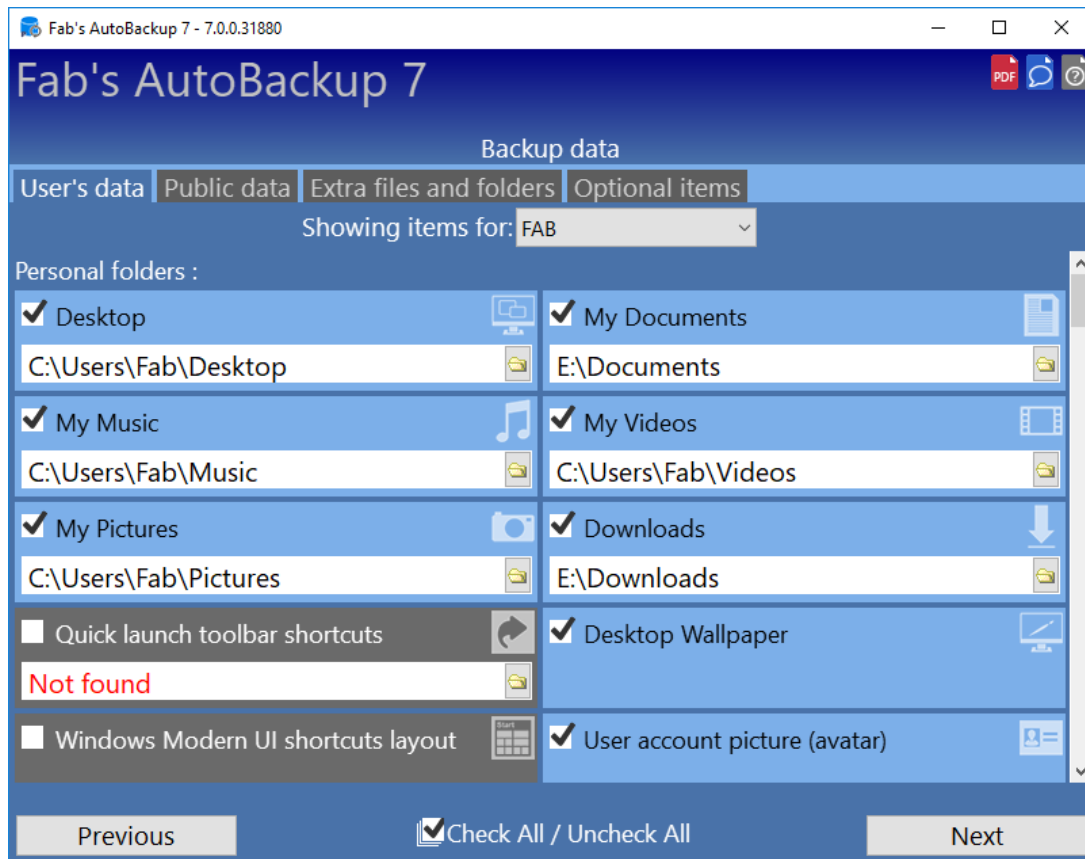 Fab's AutoBackup 7 - 7.0.0.31880
Fab's AutoBackup 7
PDF
?
Backup data
User's data Public data Extra files and folders Optional items
Showing items for: FAB
Personal folders :
Desktop
C:\Users\Fab\Desktop
My Documents
E:\Documents
My Music
C:\Users\Fab\Music
My Videos
C:\Users\Fab\Videos
My Pictures
C:\Users\Fab\Pictures
Downloads
E:\Downloads
Quick launch toolbar shortcuts
Not found
Desktop Wallpaper
Windows Modern UI shortcuts layout
Start
User account picture (avatar)
Previous
Check All / Uncheck All
Next